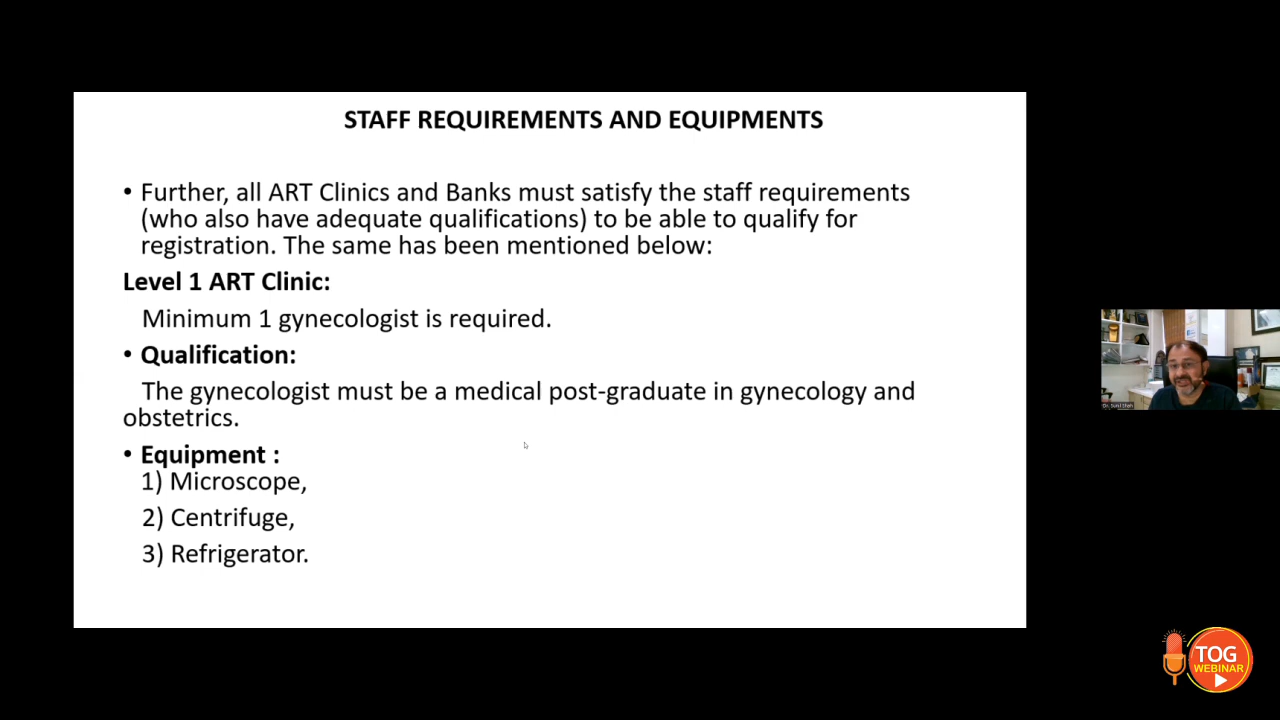 STAFF REQUIREMENTS AND EQUIPMENTS
• Further, all ART Clinics and Banks must satisfy the staff requirements
(who also have adequate qualifications) to be able to qualify for
registration. The same has been mentioned below:
Level 1 ART Clinic:
Minimum 1 gynecologist is required.
• Qualification:
The gynecologist must be a medical post-graduate in gynecology and
obstetrics.
• Equipment :
1) Microscope,
2) Centrifuge,
3) Refrigerator.
Dr. Sunil Shah
TOG
WEBINAR